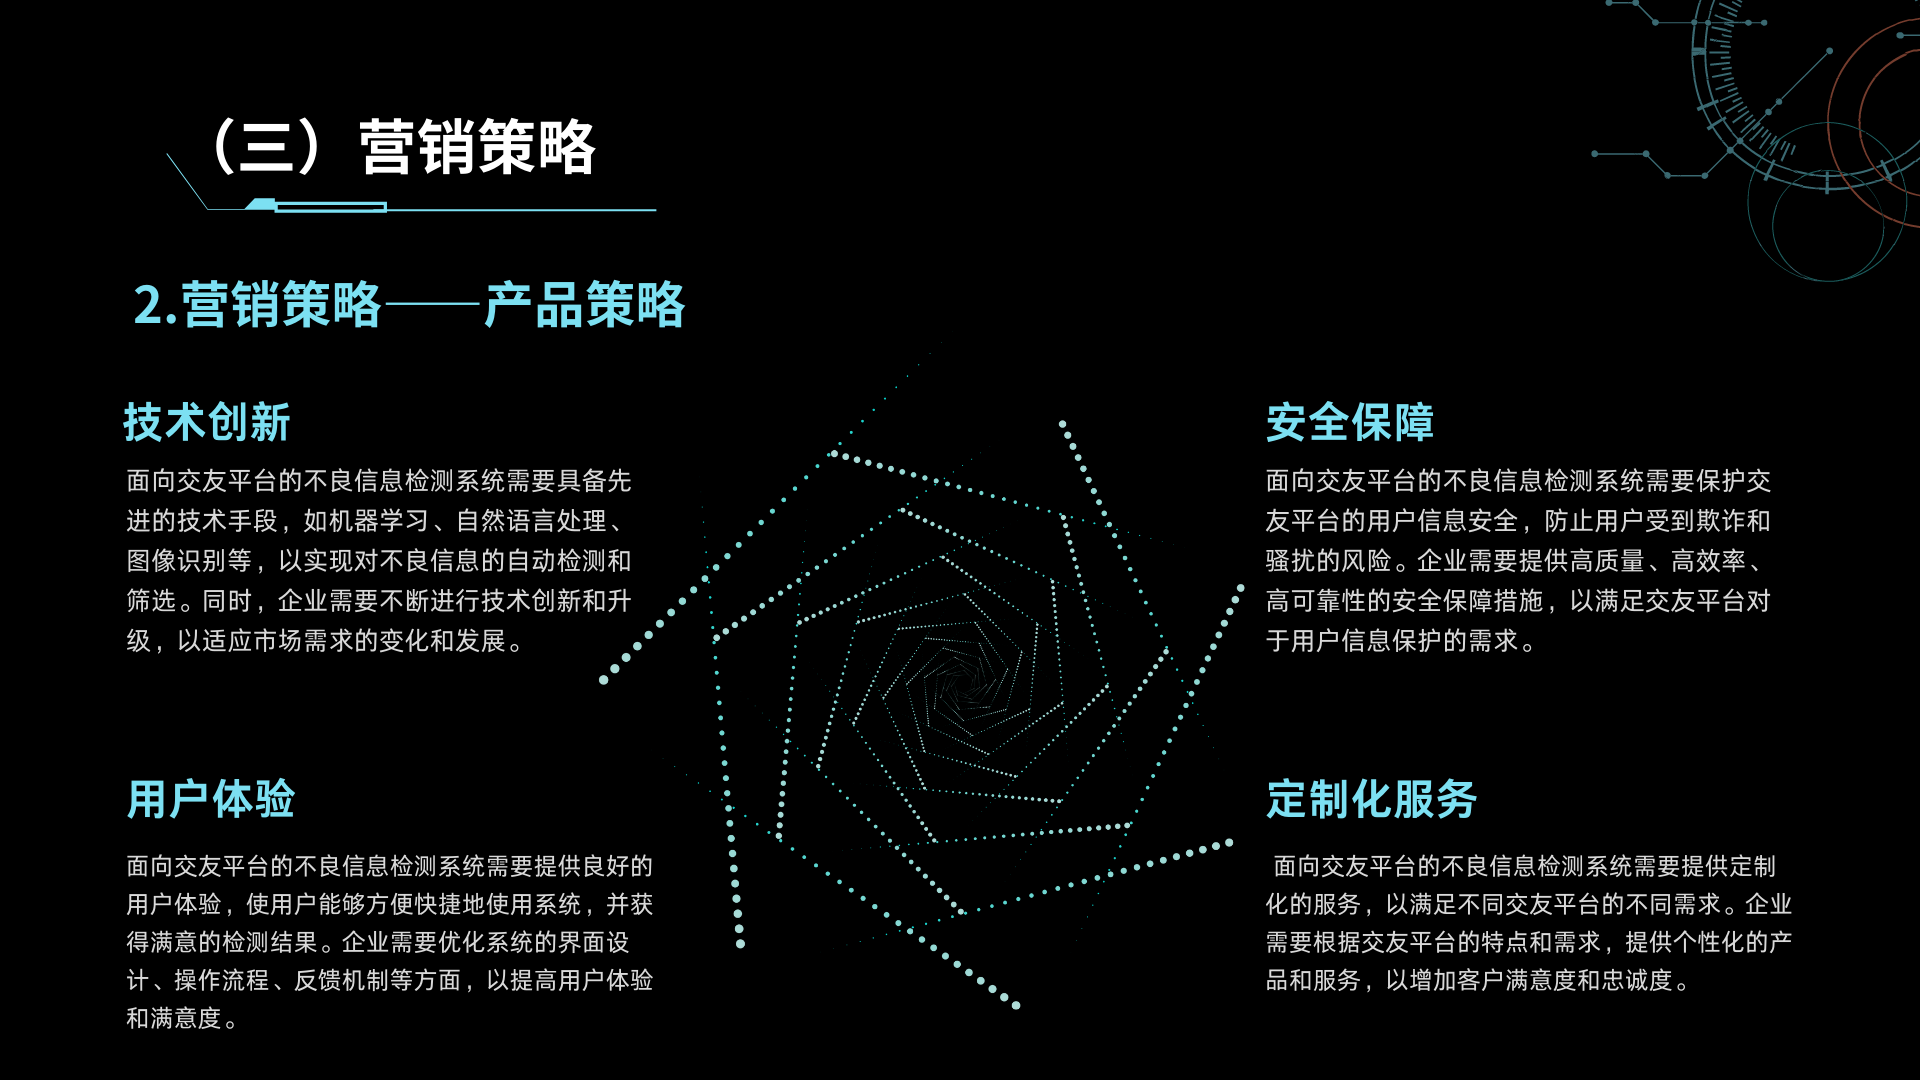 （三）营销策略
2.营销策略——产品策略
技术创新
面向交友平台的不良信息检测系统需要具备先
进的技术手段，如机器学习、自然语言处理、
图像识别等，以实现对不良信息的自动检测和
筛选。同时，企业需要不断进行技术创新和升
级，以适应市场需求的变化和发展。
用户体验
面向交友平台的不良信息检测系统需要提供良好的
用户体验，使用户能够方便快捷地使用系统，并获
得满意的检测结果。企业需要优化系统的界面设
计、操作流程、反馈机制等方面，以提高用户体验
和满意度。
安全保障
面向交友平台的不良信息检测系统需要保护交
友平台的用户信息安全，防止用户受到欺诈和
骚扰的风险。企业需要提供高质量、高效率、
高可靠性的安全保障措施，以满足交友平台对
于用户信息保护的需求。
定制化服务
面向交友平台的不良信息检测系统需要提供定制
化的服务，以满足不同交友平台的不同需求。企业
需要根据交友平台的特点和需求，提供个性化的产
品和服务，以增加客户满意度和忠诚度。